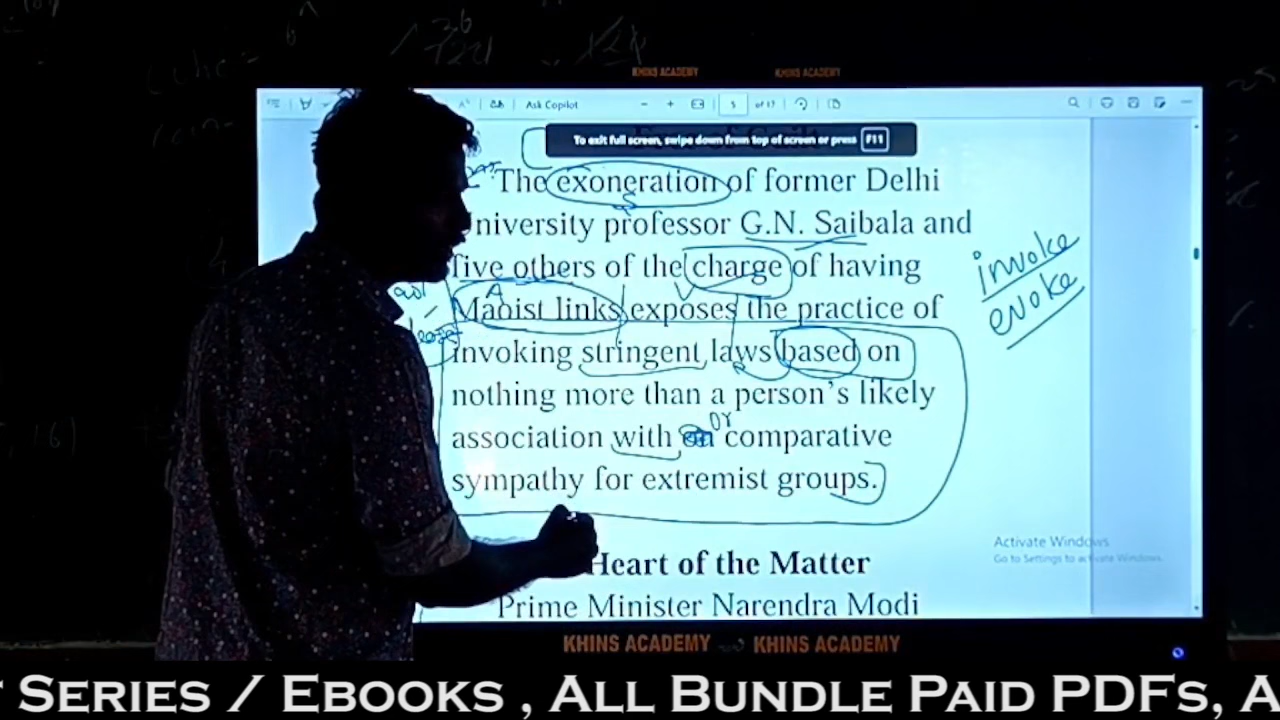 KHINS ACADEMY KHINS ACADEMY
Ask Copilot 5 of 17
To exit full screen, swipe down from top of screen or press F11
The exoneration of former Delhi
University professor G.N. Saibala and
five others of the charge of having
Maoist links exposes the practice of
invoking stringent laws based on
nothing more than a person's likely
association with or comparative
sympathy for extremist groups.
invoke
evoke
S
A
Heart of the Matter
Prime Minister Narendra Modi
Activate Windows
Go to Settings to activate Windows.
KHINS ACADEMY KHINS ACADEMY
SERIES / EBOOKS , ALL BUNDLE PAID PDFS, A